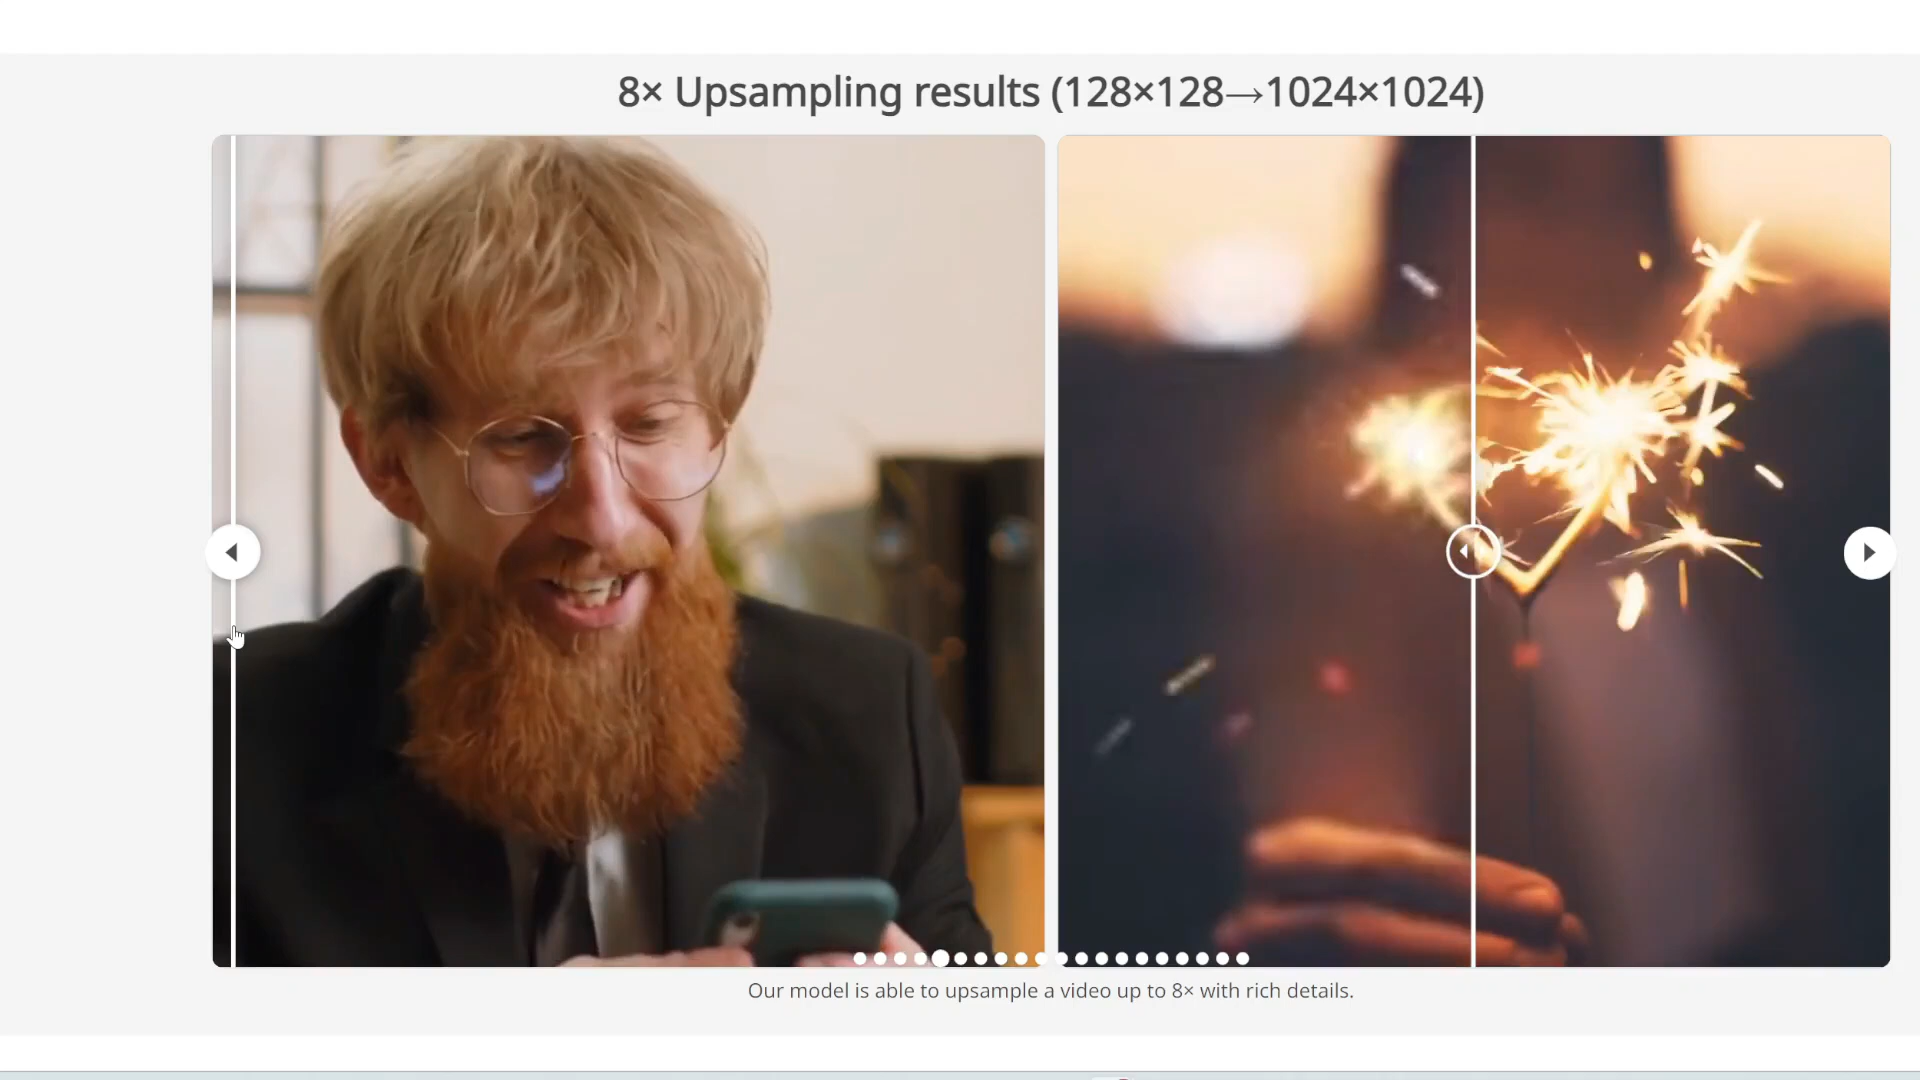 8× Upsampling results (128×128→1024×1024)
Our model is able to upsample a video up to 8× with rich details.